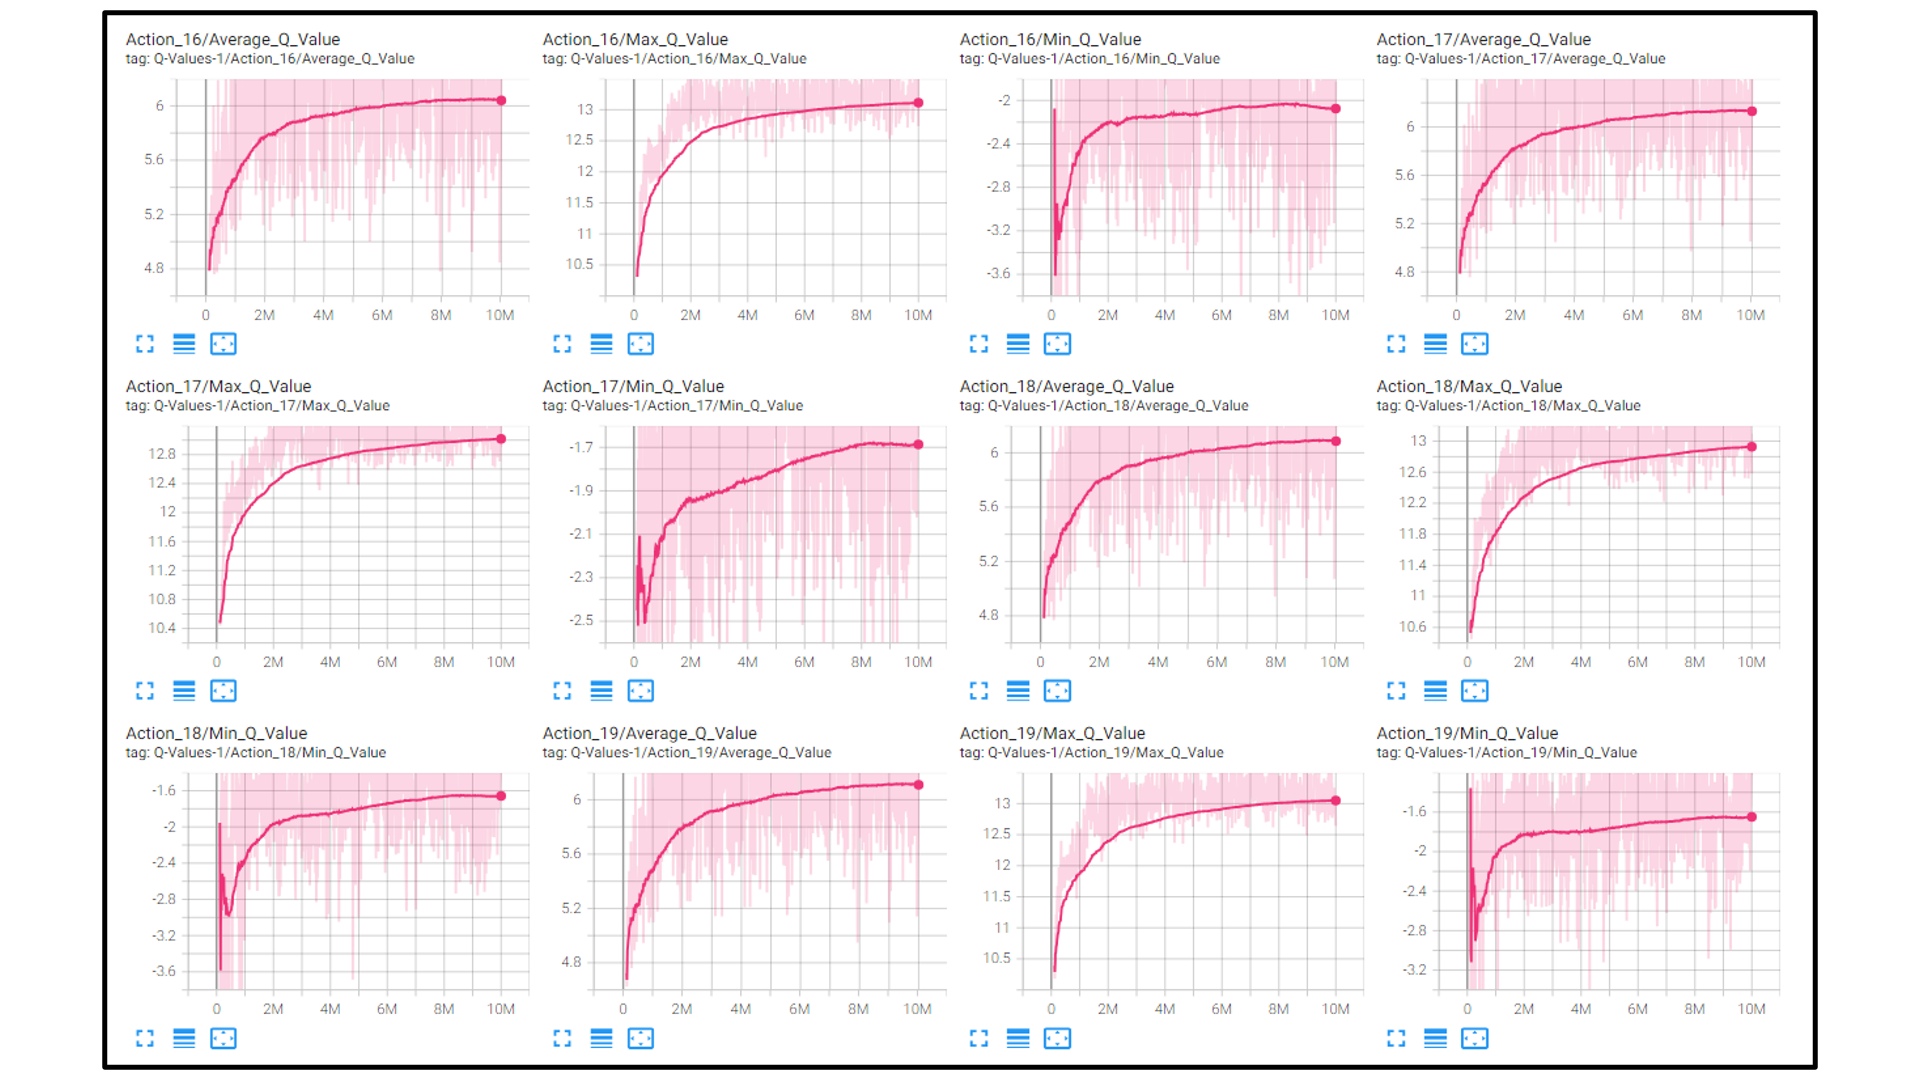 Action_16/Average_Q_Value
tag: Q-Values-1/Action_16/Average_Q_Value
6
5.6
5.2
4.8
0 2M 4M 6M 8M 10M
Action_16/Max_Q_Value
tag: Q-Values-1/Action_16/Max_Q_Value
13
12.5
12
11.5
11
10.5
0 2M 4M 6M 8M 10M
Action_16/Min_Q_Value
tag: Q-Values-1/Action_16/Min_Q_Value
-2
-2.4
-2.8
-3.2
-3.6
0 2M 4M 6M 8M 10M
Action_17/Average_Q_Value
tag: Q-Values-1/Action_17/Average_Q_Value
6
5.6
5.2
4.8
0 2M 4M 6M 8M 10M
Action_17/Max_Q_Value
tag: Q-Values-1/Action_17/Max_Q_Value
12.8
12.4
12
11.6
11.2
10.8
10.4
0 2M 4M 6M 8M 10M
Action_17/Min_Q_Value
tag: Q-Values-1/Action_17/Min_Q_Value
-1.7
-1.9
-2.1
-2.3
-2.5
0 2M 4M 6M 8M 10M
Action_18/Average_Q_Value
tag: Q-Values-1/Action_18/Average_Q_Value
6
5.6
5.2
4.8
0 2M 4M 6M 8M 10M
Action_18/Max_Q_Value
tag: Q-Values-1/Action_18/Max_Q_Value
13
12.6
12.2
11.8
11.4
11
10.6
0 2M 4M 6M 8M 10M
Action_18/Min_Q_Value
tag: Q-Values-1/Action_18/Min_Q_Value
-1.6
-2
-2.4
-2.8
-3.2
-3.6
0 2M 4M 6M 8M 10M
Action_19/Average_Q_Value
tag: Q-Values-1/Action_19/Average_Q_Value
6
5.6
5.2
4.8
0 2M 4M 6M 8M 10M
Action_19/Max_Q_Value
tag: Q-Values-1/Action_19/Max_Q_Value
13
12.5
12
11.5
11
10.5
0 2M 4M 6M 8M 10M
Action_19/Min_Q_Value
tag: Q-Values-1/Action_19/Min_Q_Value
-1.6
-2
-2.4
-2.8
-3.2
0 2M 4M 6M 8M 10M